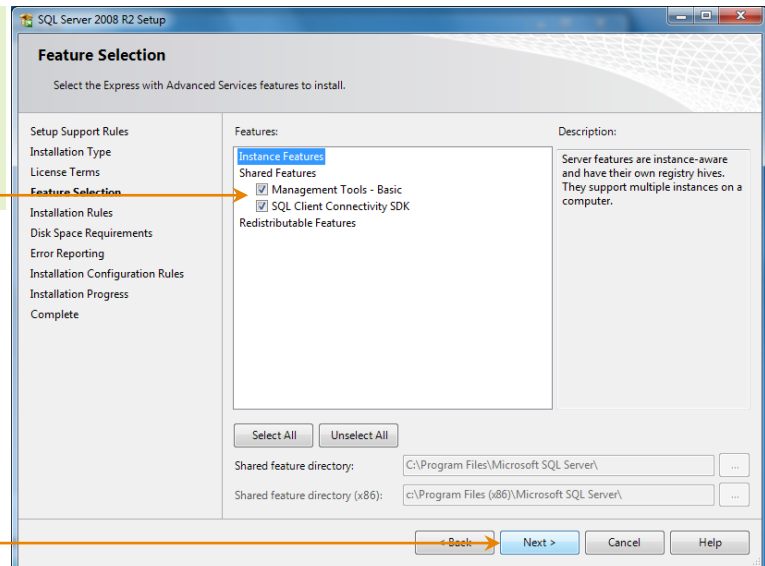 SQL Server 2008 R2 Setup
Feature Selection
Select the Express with Advanced Services features to install.
Setup Support Rules
Installation Type
License Terms
Feature Selection
Installation Rules
Disk Space Requirements
Error Reporting
Installation Configuration Rules
Installation Progress
Complete
Features:
Instance Features
Shared Features
Management Tools - Basic
SQL Client Connectivity SDK
Redistributable Features
Description:
Server features are instance-aware
and have their own registry hives.
They support multiple instances on a
computer.
Select All
Unselect All
Shared feature directory:
C:\Program Files\Microsoft SQL Server\
...
Shared feature directory (x86):
c:\Program Files (x86)\Microsoft SQL Server\
...
< Back
Next >
Cancel
Help